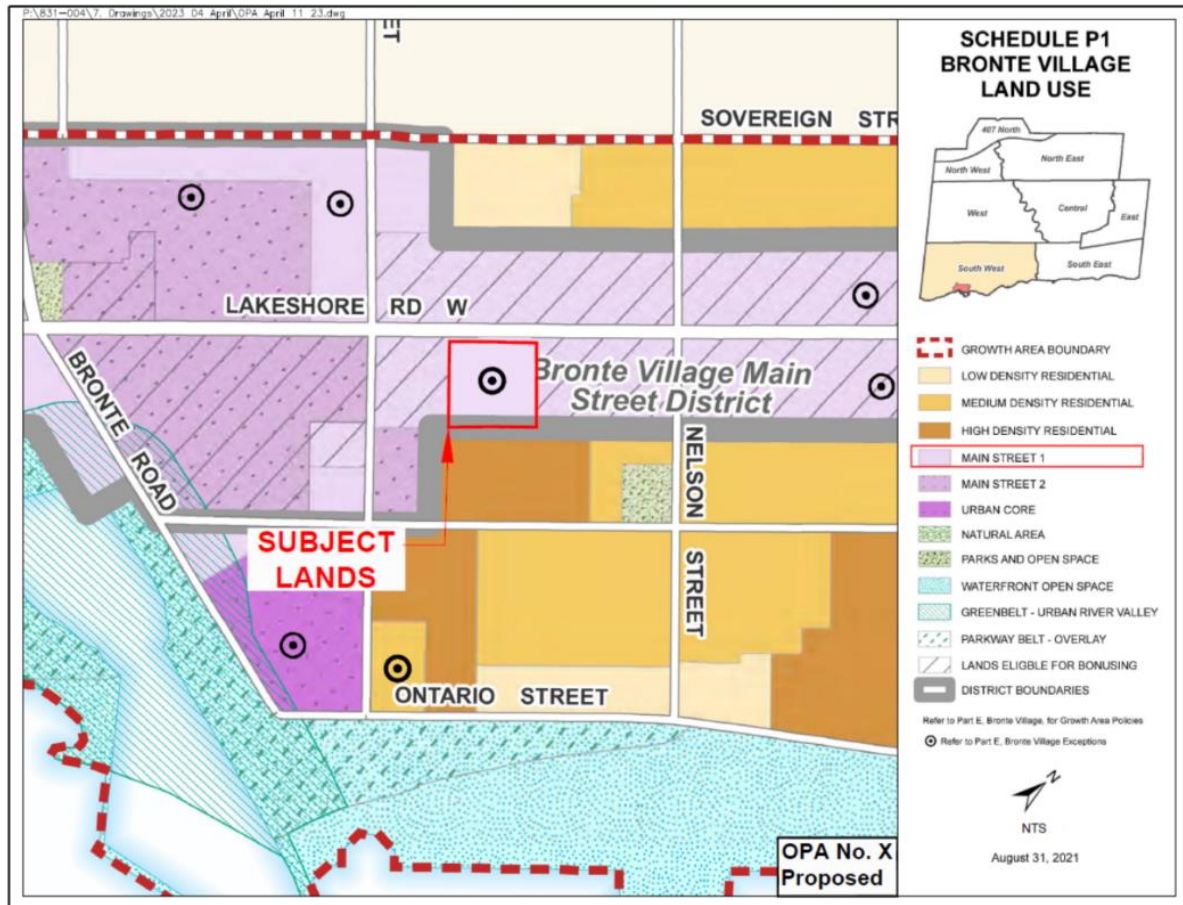 P:\831-004\7. Drawings\2023 04 April\OPA April 11 23.dwg
ET
SOVEREIGN STR
LAKESHORE RD W
BRONTE ROAD
Bronte Village Main
Street District
NELSON STREET
SUBJECT
LANDS
ONTARIO STREET
OPA No. X
Proposed
SCHEDULE P1
BRONTE VILLAGE
LAND USE
407 North
North West
North East
West
Central
East
South West
South East
GROWTH AREA BOUNDARY
LOW DENSITY RESIDENTIAL
MEDIUM DENSITY RESIDENTIAL
HIGH DENSITY RESIDENTIAL
MAIN STREET 1
MAIN STREET 2
URBAN CORE
NATURAL AREA
PARKS AND OPEN SPACE
WATERFRONT OPEN SPACE
GREENBELT - URBAN RIVER VALLEY
PARKWAY BELT - OVERLAY
LANDS ELIGIBLE FOR BONUSING
DISTRICT BOUNDARIES
Refer to Part E, Bronte Village, for Growth Area Policies
Refer to Part E, Bronte Village Exceptions
N
NTS
August 31, 2021